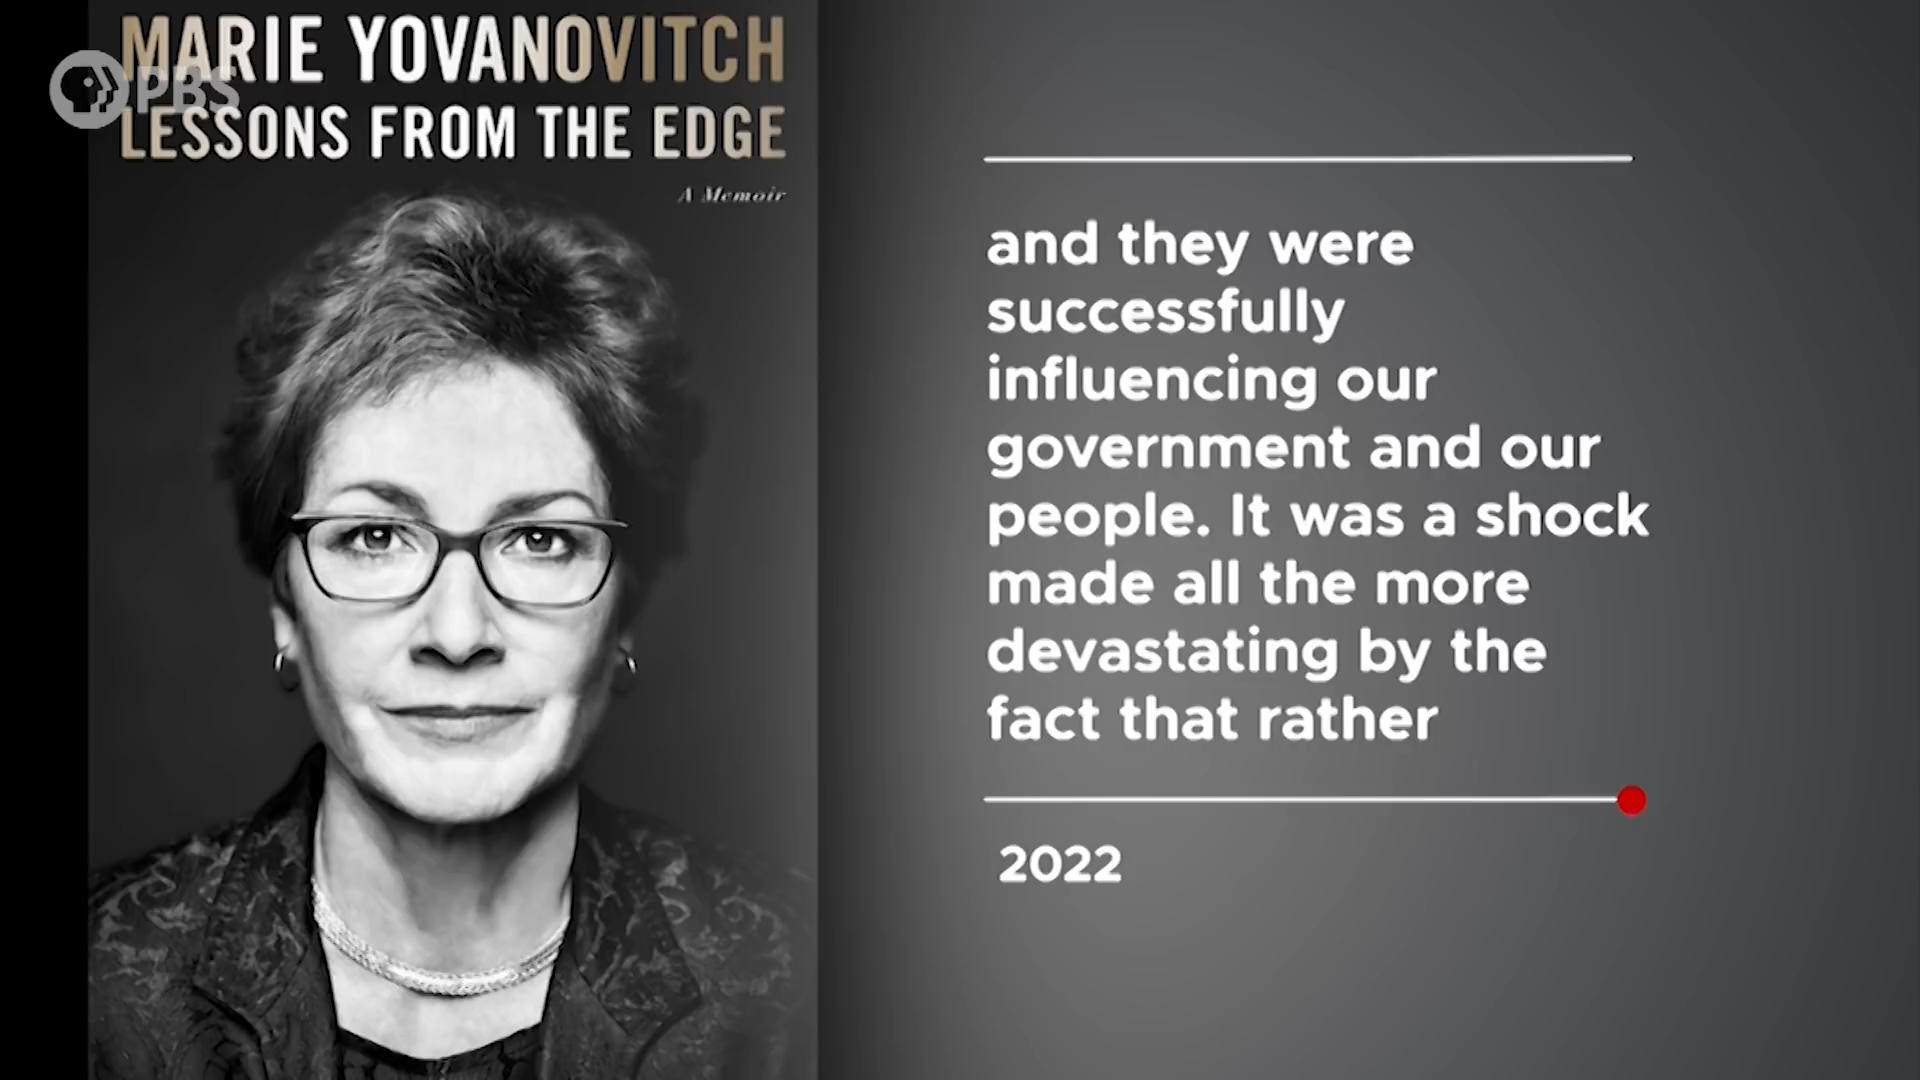 MARIE YOVANOVITCH
PBS
LESSONS FROM THE EDGE
A Memoir
and they were
successfully
influencing our
government and our
people. It was a shock
made all the more
devastating by the
fact that rather
2022